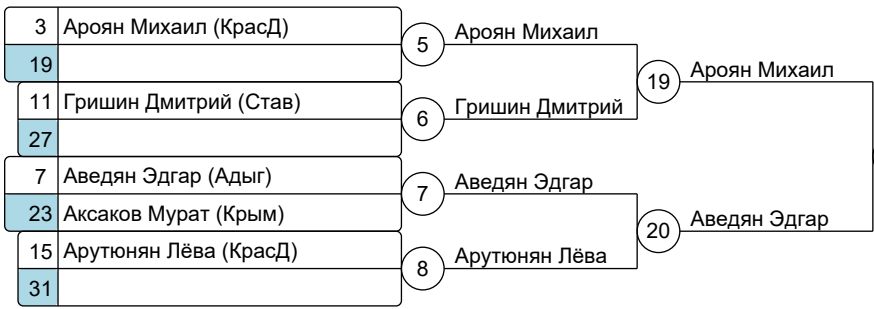 3 Ароян Михаил (КрасД)
19
11 Гришин Дмитрий (Став)
27
7 Аведян Эдгар (Адыг)
23 Аксаков Мурат (Крым)
15 Арутюнян Лёва (КрасД)
31
5 Ароян Михаил
6 Гришин Дмитрий
7 Аведян Эдгар
8 Арутюнян Лёва
19 Ароян Михаил
20 Аведян Эдгар